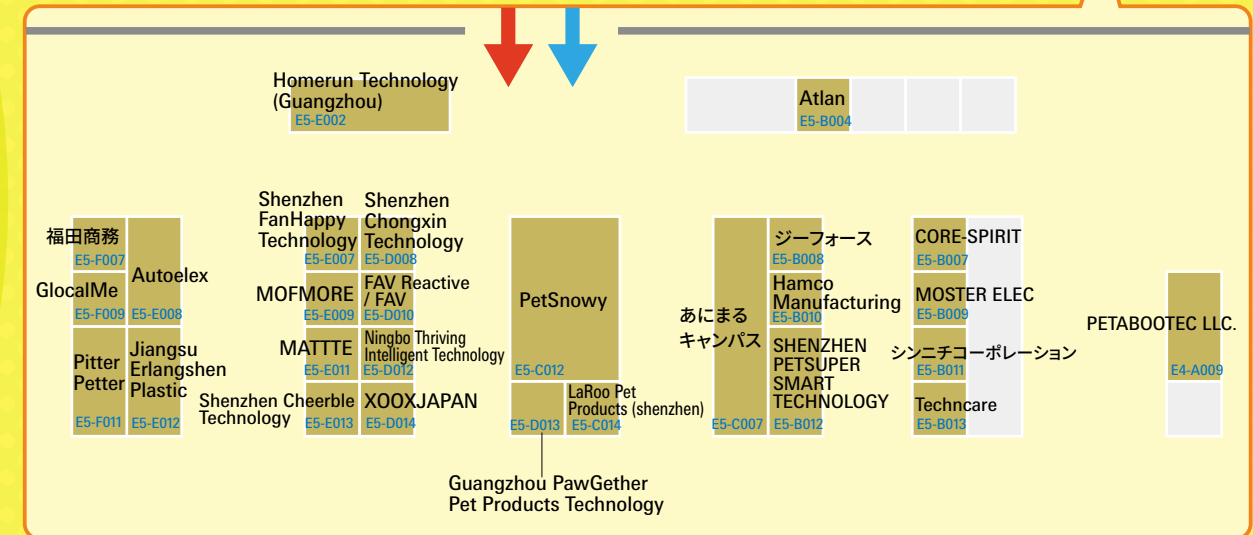 Homerun Technology
(Guangzhou)
E5-E002
Atlan
E5-B004
福田商務
E5-F007
GlocalMe
E5-F009
Autoelex
E5-E008
Pitter
Petter
E5-F011
Jiangsu
Erlangshen
Plastic
E5-E012
Shenzhen
FanHappy
Technology
E5-E007
Shenzhen
Chongxin
Technology
E5-D008
MOFMORE
E5-E009
FAV Reactive
/ FAV
E5-D010
MATTTE
E5-E011
Ningbo Thriving
Intelligent Technology
E5-D012
Shenzhen Cheerble
Technology
E5-E013
XOOXJAPAN
E5-D014
PetSnowy
E5-C012
E5-D013
Guangzhou PawGether
Pet Products Technology
LaRoo Pet
Products (shenzhen)
E5-C014
あにまる
キャンパス
E5-C007
ジーフォース
E5-B008
Hamco
Manufacturing
E5-B010
SHENZHEN
PETSUPER
SMART
TECHNOLOGY
E5-B012
CORE-SPIRIT
E5-B007
MOSTER ELEC
E5-B009
シンニチコーポレーション
E5-B011
Techncare
E5-B013
PETABOOTEC LLC.
E4-A009